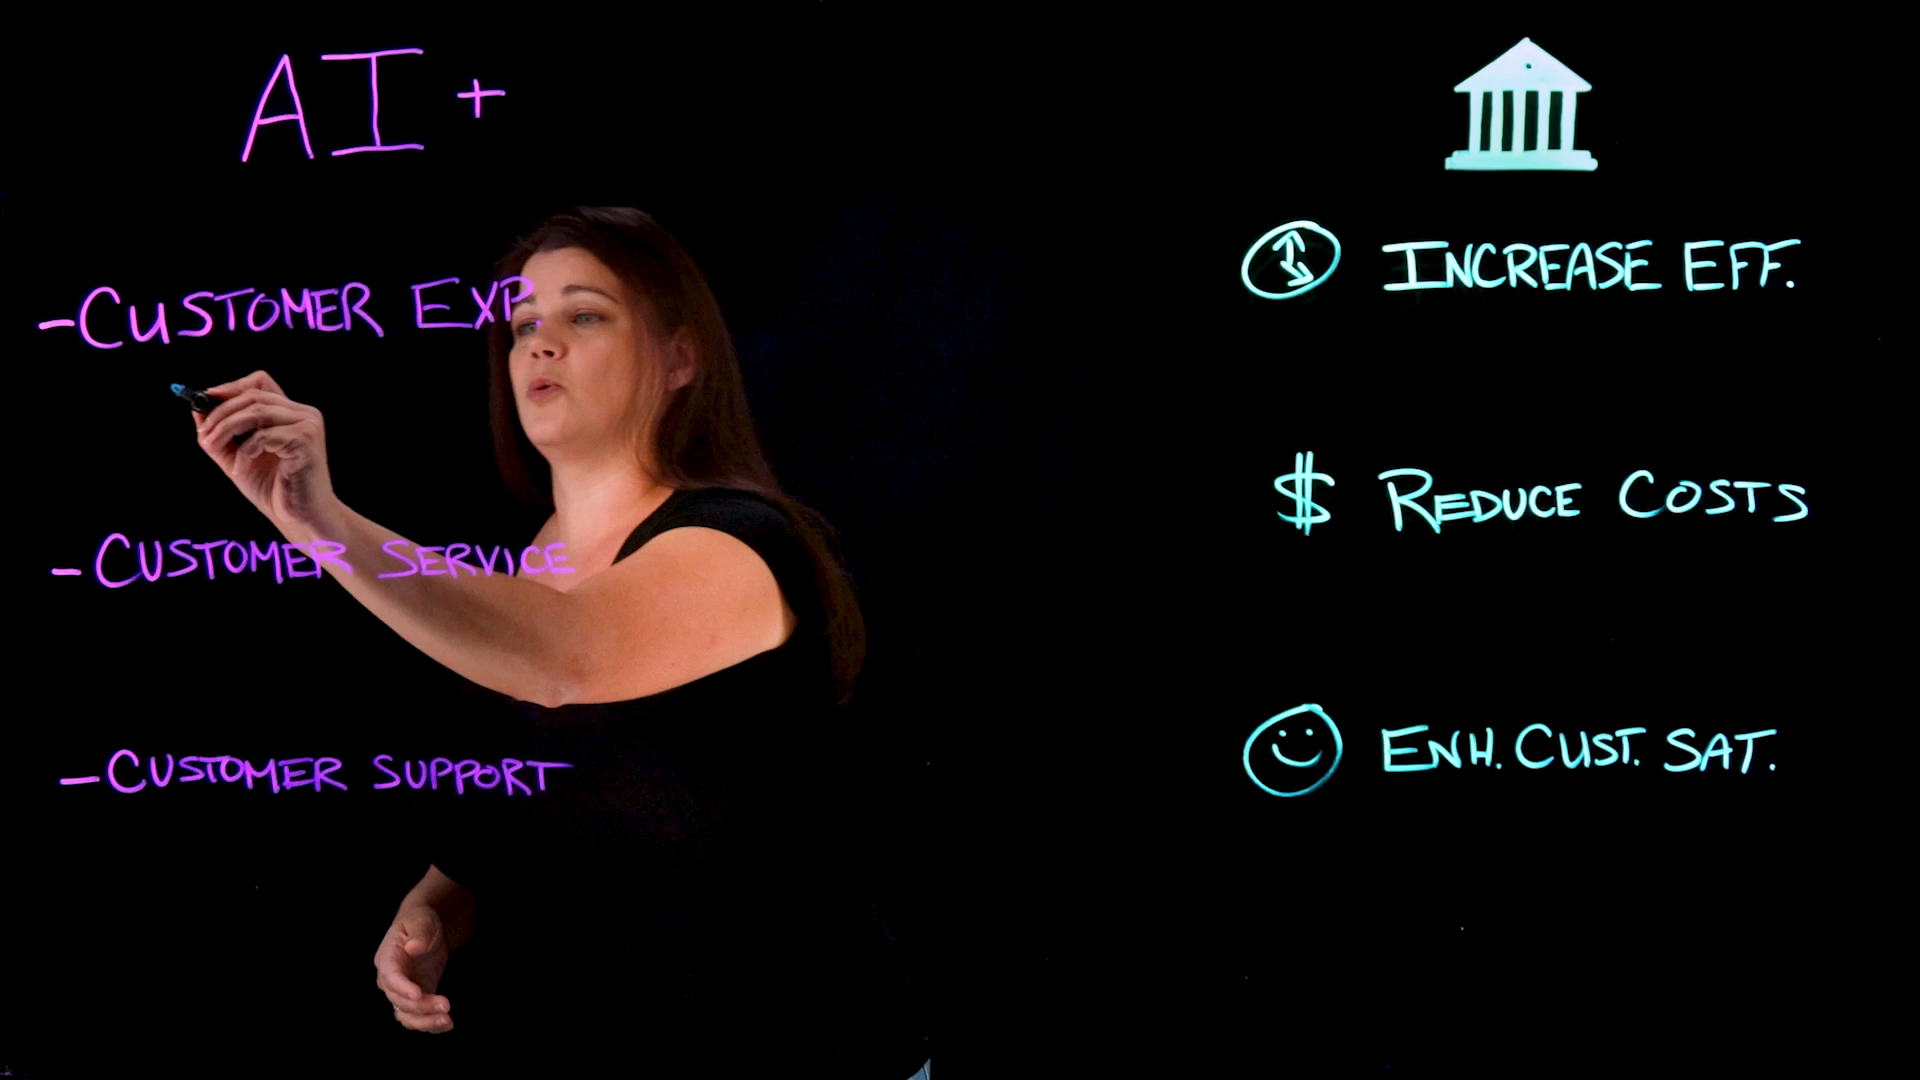 AI +
- CUSTOMER EXP.
- CUSTOMER SERVICE
- CUSTOMER SUPPORT
INCREASE EFF.
$ REDUCE COSTS
ENH. CUST. SAT.